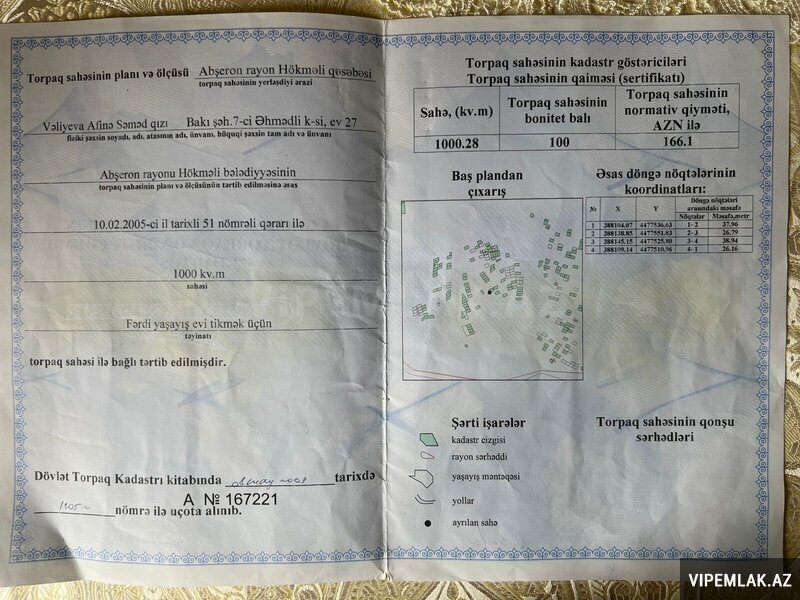 Torpaq sahəsinin planı və ölçüsü Abşeron rayon Hökməli qəsəbəsi
torpaq sahəsinin yerləşdiyi ərazi
Vəliyeva Afinə Səməd qızı Bakı şəh.7-ci Əhmədli k-si, ev 27
fiziki şəxsin soyadı, adı, atasının adı, ünvanı, hüquqi şəxsin tam adı və ünvanı
Abşeron rayonu Hökməli bələdiyyəsinin
torpaq sahəsinin planı və ölçüsünün tərtib edilməsinə əsas
10.02.2005-ci il tarixli 51 nömrəli qərarı ilə
1000 kv.m
sahəsi
Fərdi yaşayış evi tikmək üçün
təyinatı
torpaq sahəsi ilə bağlı tərtib edilmişdir.
Dövlət Torpaq Kadastrı kitabında tarixdə
A № 167221
nömrə ilə uçota alınıb.
Torpaq sahəsinin kadastr göstəriciləri
Torpaq sahəsinin qaiməsi (sertifikatı)
Sahə, (kv.m) Torpaq sahəsinin bonitet balı Torpaq sahəsinin normativ qiyməti, AZN ilə
1000.28 100 166.1
Baş plandan
çıxarış
Əsas döngə nöqtələrinin
koordinatları:
№ X Y Döngə nöqtələri arasındakı məsafə
Nöqtələr Məsafə,metr
1 388104.07 4477536.63 1- 2 37.96
2 388138.85 4477551.83 2- 3 26.79
3 388145.15 4477525.80 3- 4 38.94
4 388109.14 4477510.96 4- 1 26.16
Şərti işarələr
kadastr cizgisi
rayon sərhəddi
yaşayış məntəqəsi
yollar
ayrılan sahə
Torpaq sahəsinin qonşu
sərhədləri
VIPEMLAK.AZ